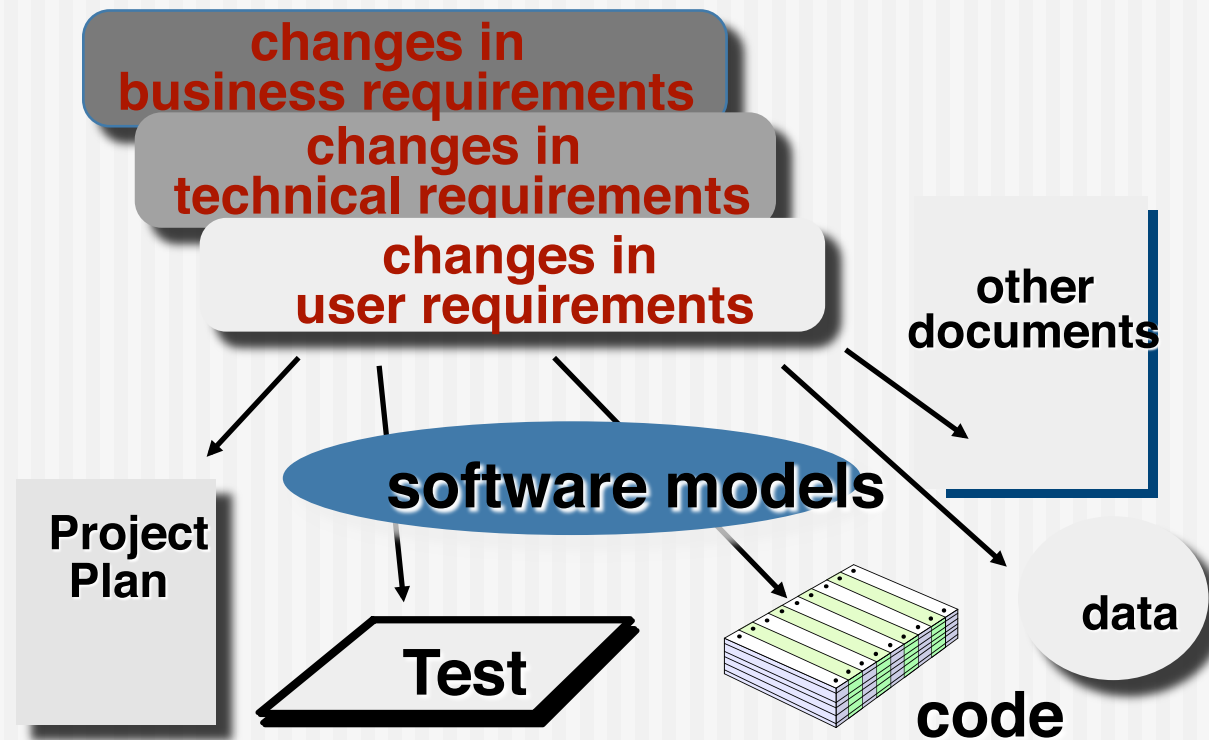 changes in
business requirements
changes in
technical requirements
changes in
user requirements
other
documents
software models
Project
Plan
Test
data
code